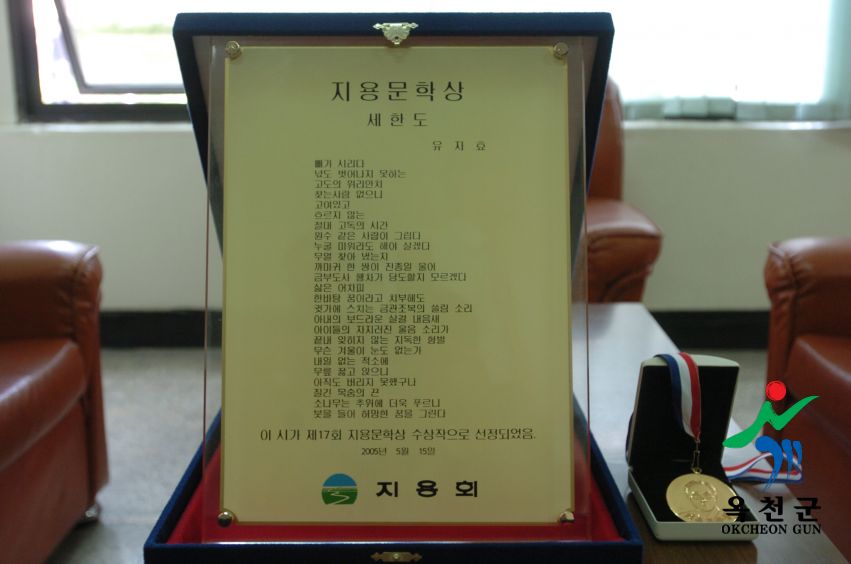 지용문학상
세 한 도
유 자 효
뼈가 시리다
넋도 벗어나지 못하는
고도의 위리안치
찾는사람 없으니
고여있고
흐르지 않는
절대 고독의 시간
원수 같은 사람이 그립다
누굴 미워라도 해야 살겠다
무얼 찾아 냈는지
까마귀 한 쌍이 진종일 울어
금부도사 행차가 당도할지 모르겠다
삶은 어차피
한바탕 꿈이라고 치부해도
귓가에 스치는 금관조복의 쓸림 소리
아내의 보드라운 살결 내음새
아이들의 자지러진 울음 소리가
끝내 잊히지 않는 지독한 형벌
무슨 겨울이 눈도 없는가
내일 없는 적소에
무릎 꿇고 앉으니
아직도 버리지 못했구나
질긴 목숨의 끈
소나무는 추위에 더욱 푸르니
붓을 들어 허망한 꿈을 그린다
이 시가 제17회 지용문학상 수상작으로 선정되었음.
2005년 5월 15일
지용회
옥천군
OKCHEON GUN